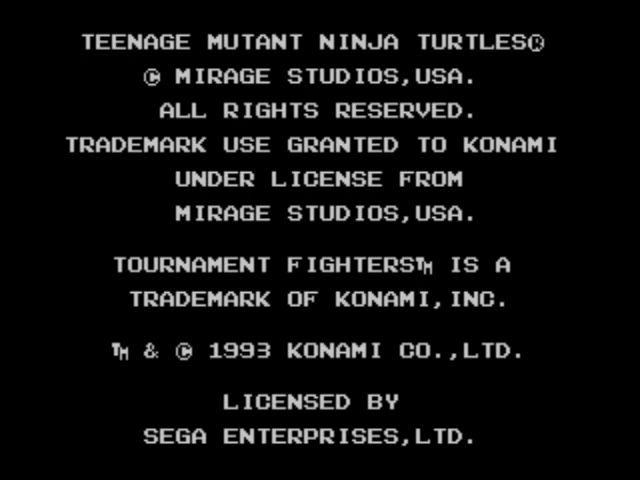 TEENAGE MUTANT NINJA TURTLES®
© MIRAGE STUDIOS,USA.
ALL RIGHTS RESERVED.
TRADEMARK USE GRANTED TO KONAMI
UNDER LICENSE FROM
MIRAGE STUDIOS,USA.
TOURNAMENT FIGHTERS™ IS A
TRADEMARK OF KONAMI,INC.
™ & © 1993 KONAMI CO.,LTD.
LICENSED BY
SEGA ENTERPRISES,LTD.